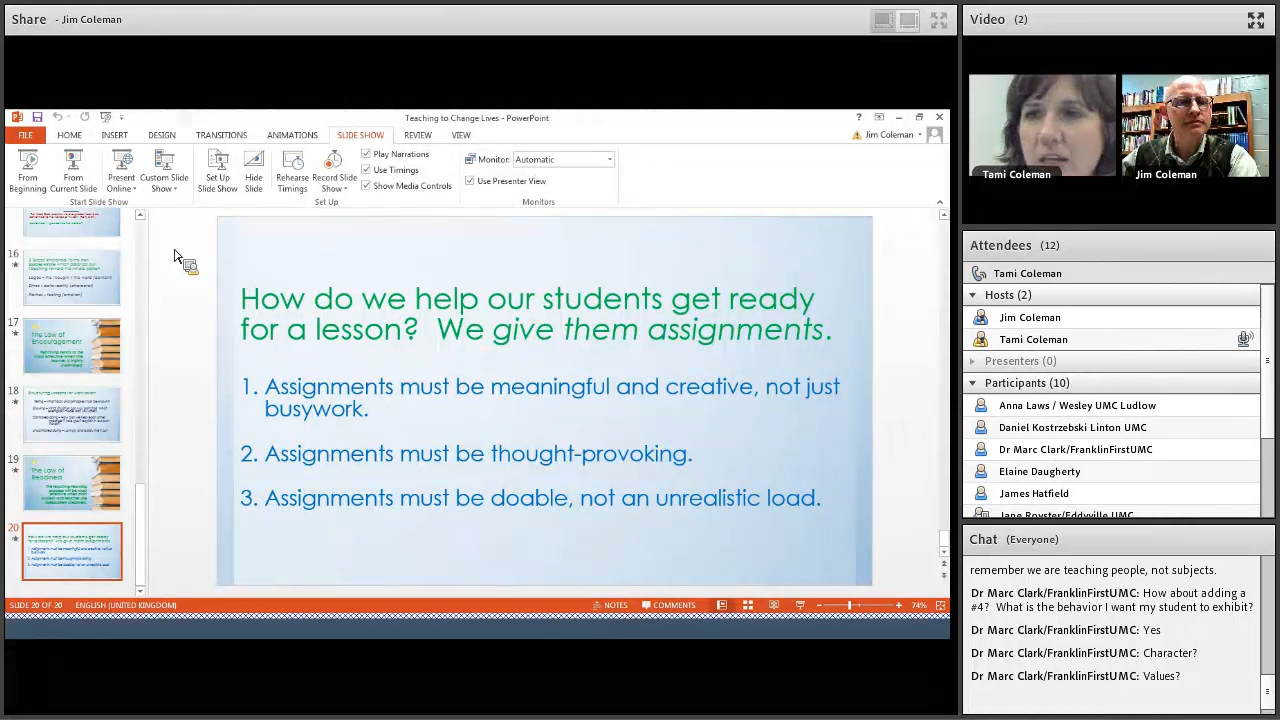 Share - Jim Coleman
Teaching to Change Lives - PowerPoint
?
FILE HOME INSERT DESIGN TRANSITIONS ANIMATIONS SLIDE SHOW REVIEW VIEW
Jim Coleman
From Beginning
From Current Slide
Present Online
Custom Slide Show
Start Slide Show
Set Up Slide Show
Hide Slide
Rehearse Timings
Record Slide Show
Play Narrations
Use Timings
Show Media Controls
Set Up
Monitor: Automatic
Use Presenter View
Monitors
16
17
The Law of
Encouragement
18
19
The Law of
Readiness
20
How do we help our students get ready
for a lesson? We give them assignments.
1. Assignments must be meaningful and creative, not just
busywork.
2. Assignments must be thought-provoking.
3. Assignments must be doable, not an unrealistic load.
SLIDE 20 OF 20 ENGLISH (UNITED KINGDOM) NOTES COMMENTS 74%
Video (2)
Tami Coleman
Jim Coleman
Attendees (12)
Tami Coleman
Hosts (2)
Jim Coleman
Tami Coleman
Presenters (0)
Participants (10)
Anna Laws / Wesley UMC Ludlow
Daniel Kostrzebski Linton UMC
Dr Marc Clark/FranklinFirstUMC
Elaine Daugherty
James Hatfield
Jane Royster/Eddyville UMC
Chat (Everyone)
remember we are teaching people, not subjects.
Dr Marc Clark/FranklinFirstUMC: How about adding a
#4? What is the behavior I want my student to exhibit?
Dr Marc Clark/FranklinFirstUMC: Yes
Dr Marc Clark/FranklinFirstUMC: Character?
Dr Marc Clark/FranklinFirstUMC: Values?